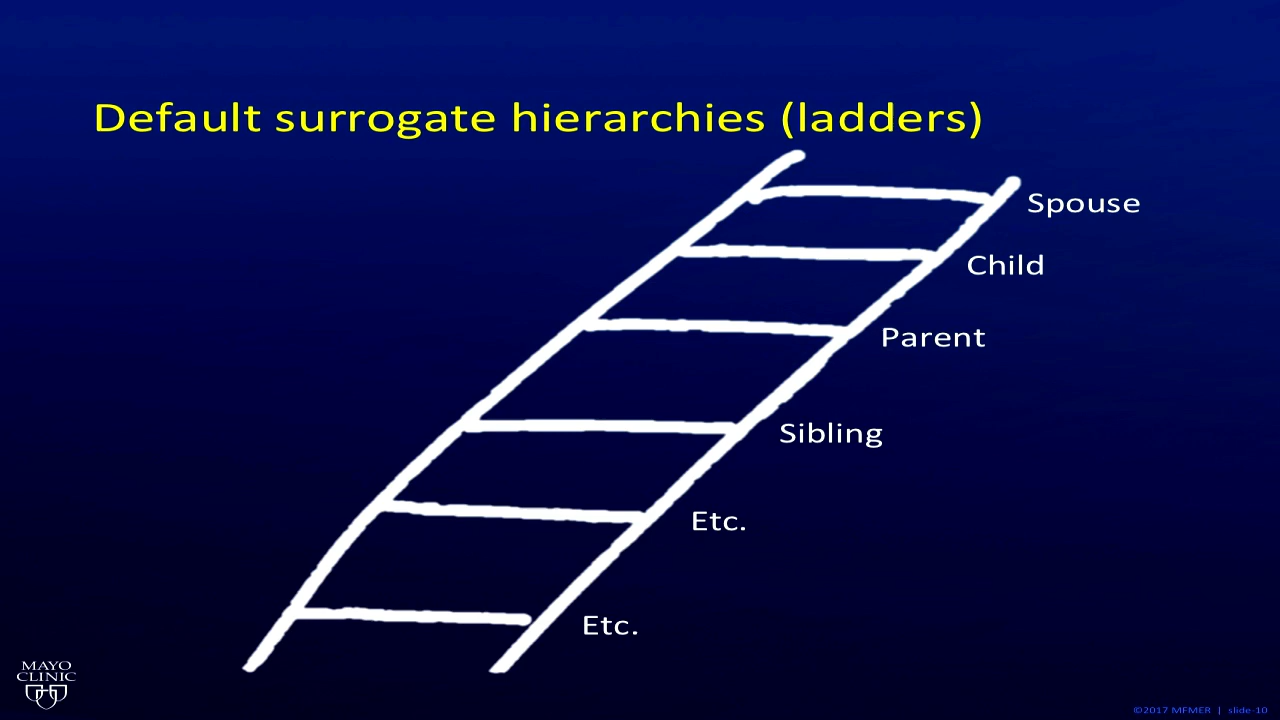 Default surrogate hierarchies (ladders)
Spouse
Child
Parent
Sibling
Etc.
Etc.
MAYO
CLINIC
©2017 MFMER | slide-10